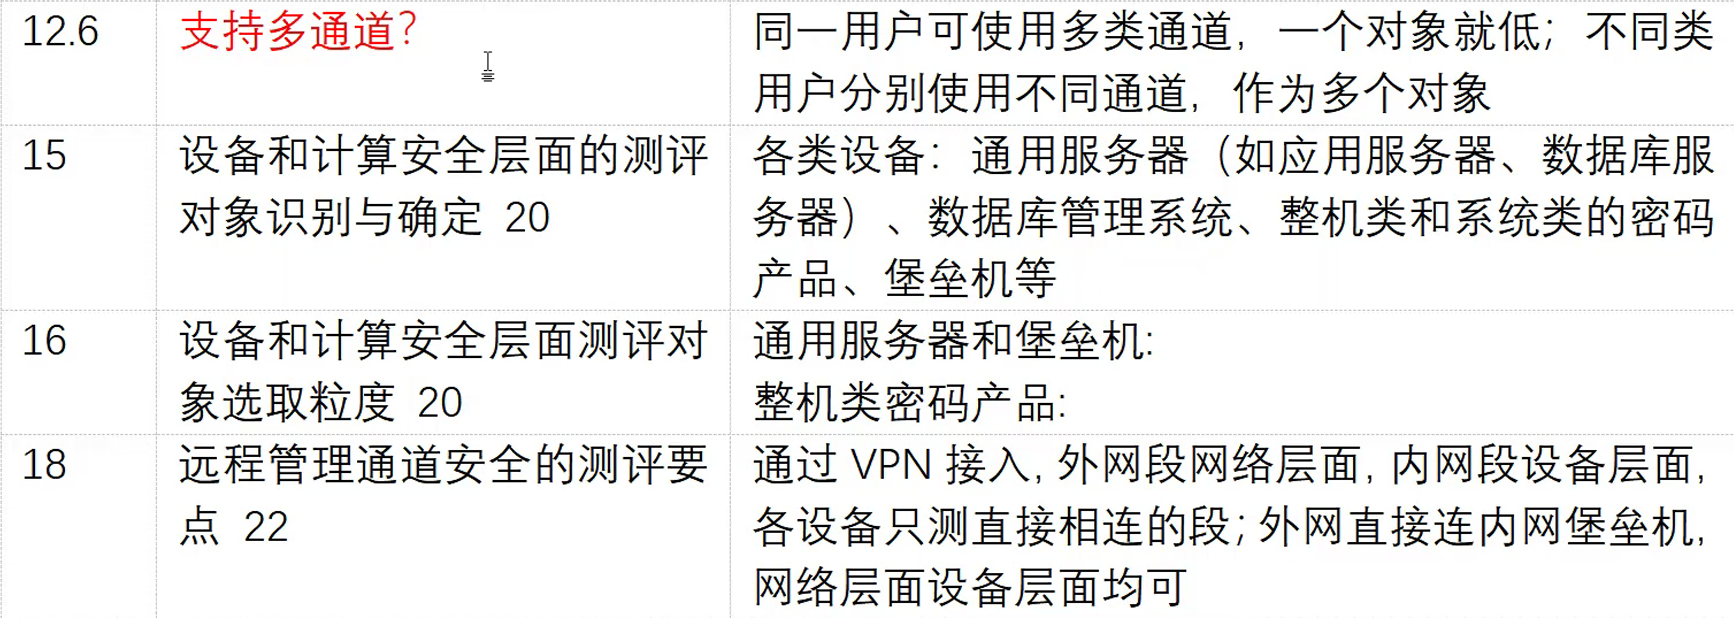 12.6
支持多通道?
同一用户可使用多类通道，一个对象就低；不同类
用户分别使用不同通道，作为多个对象
15
设备和计算安全层面的测评
对象识别与确定 20
各类设备：通用服务器（如应用服务器、数据库服
务器）、数据库管理系统、整机类和系统类的密码
产品、堡垒机等
16
设备和计算安全层面测评对
象选取粒度 20
通用服务器和堡垒机:
整机类密码产品:
18
远程管理通道安全的测评要
点 22
通过 VPN 接入, 外网段网络层面, 内网段设备层面,
各设备只测直接相连的段; 外网直接连内网堡垒机,
网络层面设备层面均可